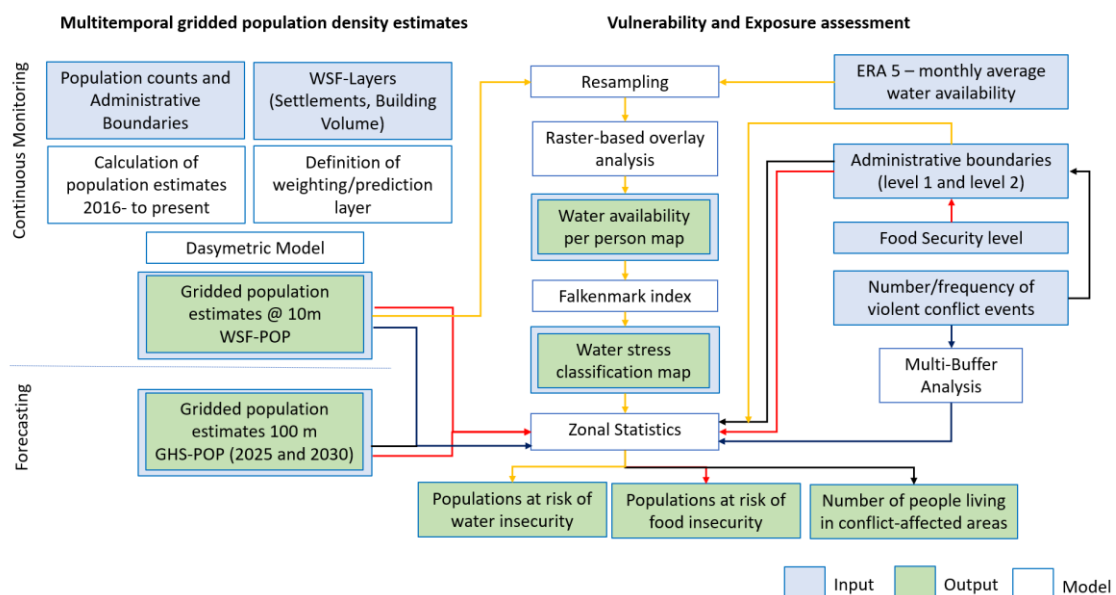 Multitemporal gridded population density estimates
Vulnerability and Exposure assessment
Continuous Monitoring
Population counts and
Administrative
Boundaries
WSF-Layers
(Settlements, Building
Volume)
Calculation of
population estimates
2016- to present
Definition of
weighting/prediction
layer
Dasymetric Model
Gridded population
estimates @ 10m
WSF-POP
Forecasting
Gridded population
estimates 100 m
GHS-POP (2025 and 2030)
Resampling
Raster-based overlay
analysis
Water availability
per person map
Falkenmark index
Water stress
classification map
Zonal Statistics
ERA 5 – monthly average
water availability
Administrative boundaries
(level 1 and level 2)
Food Security level
Number/frequency of
violent conflict events
Multi-Buffer
Analysis
Populations at risk of
water insecurity
Populations at risk of
food insecurity
Number of people living
in conflict-affected areas
Input
Output
Model